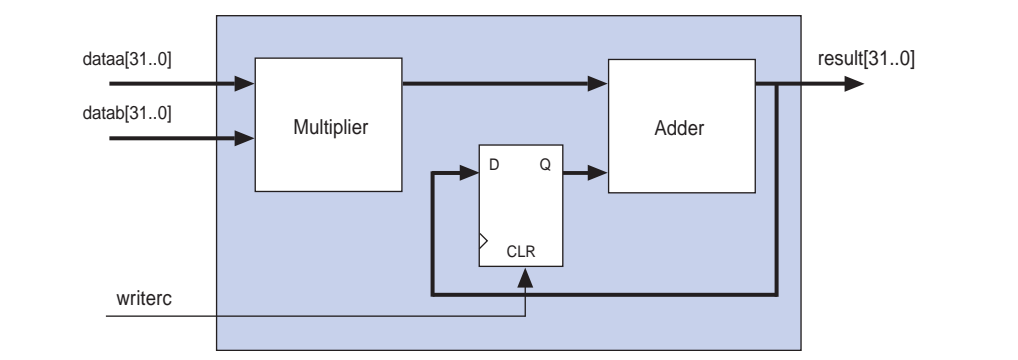 dataa[31..0]
result[31..0]
datab[31..0]
Multiplier
Adder
D
Q
CLR
writerc